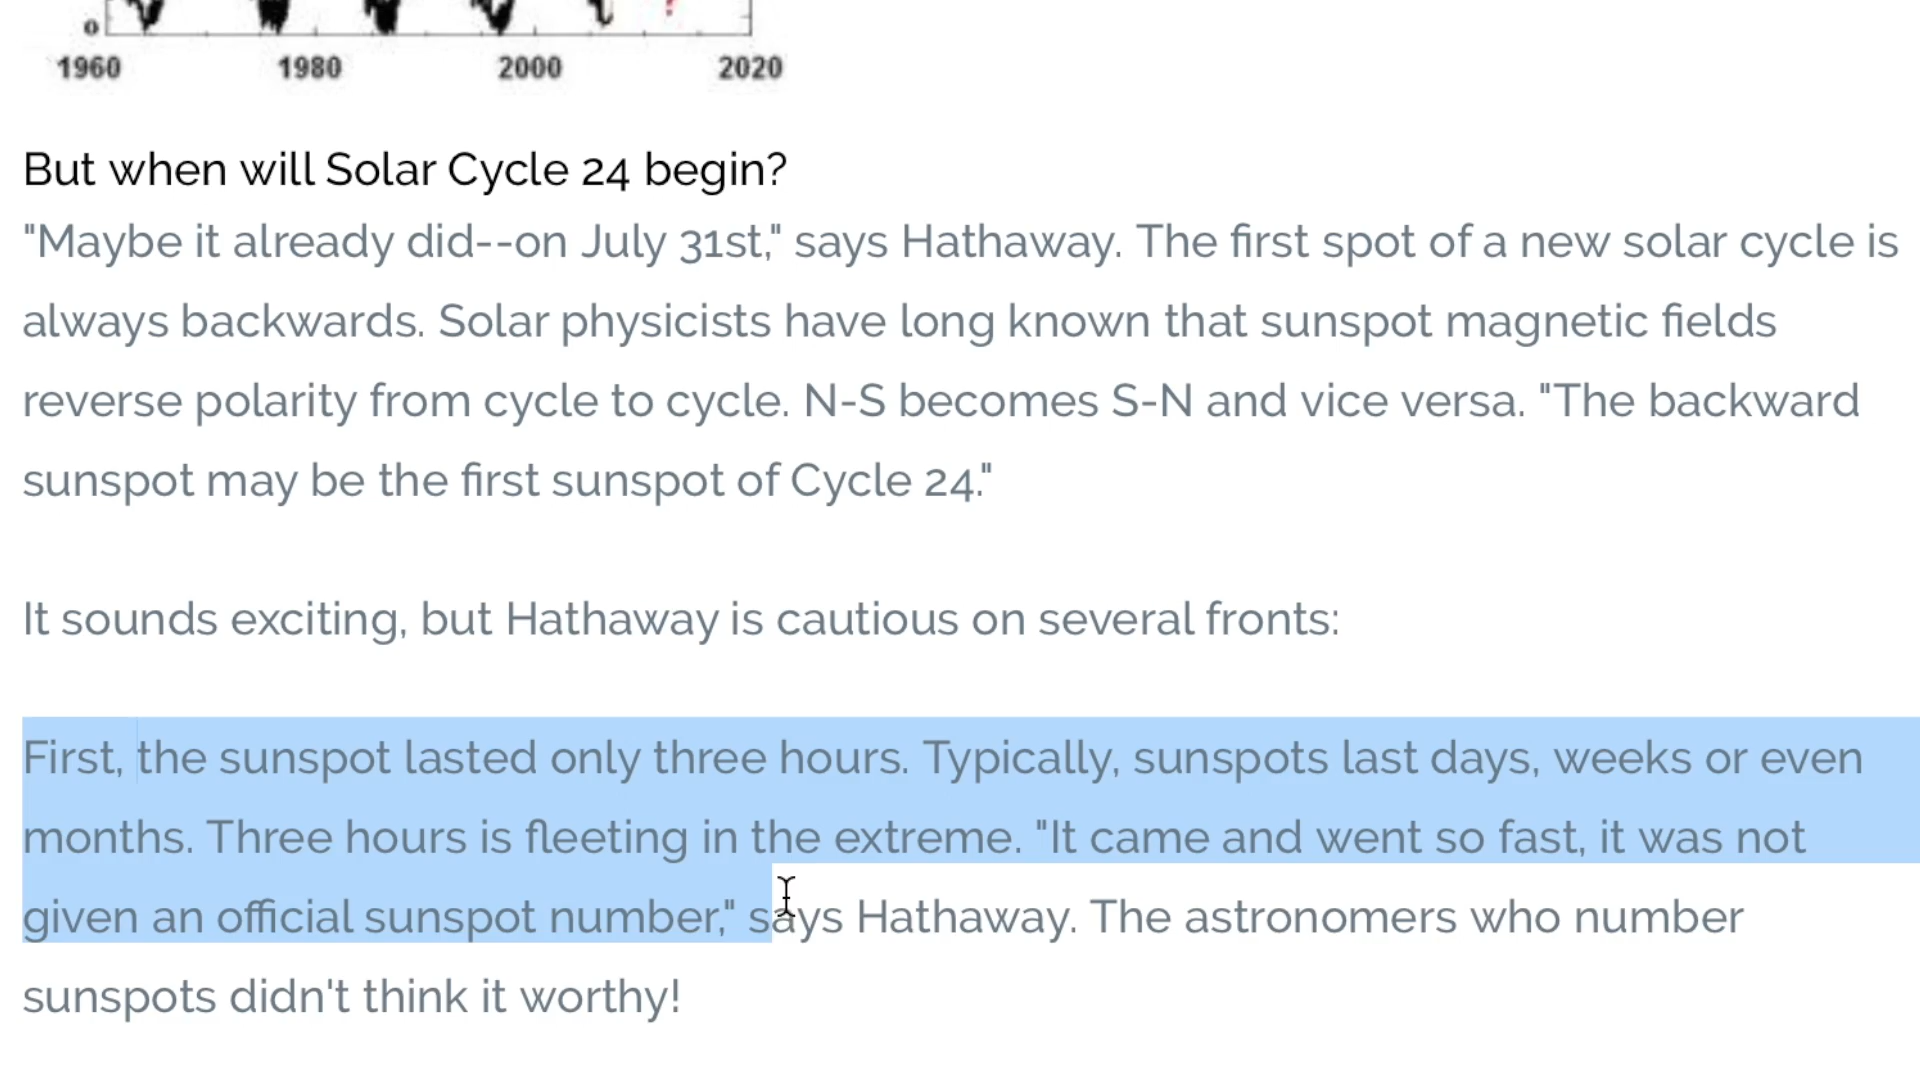 0
1960 1980 2000 2020
But when will Solar Cycle 24 begin?
"Maybe it already did--on July 31st," says Hathaway. The first spot of a new solar cycle is
always backwards. Solar physicists have long known that sunspot magnetic fields
reverse polarity from cycle to cycle. N-S becomes S-N and vice versa. "The backward
sunspot may be the first sunspot of Cycle 24."
It sounds exciting, but Hathaway is cautious on several fronts:
First, the sunspot lasted only three hours. Typically, sunspots last days, weeks or even
months. Three hours is fleeting in the extreme. "It came and went so fast, it was not
given an official sunspot number," says Hathaway. The astronomers who number
sunspots didn't think it worthy!